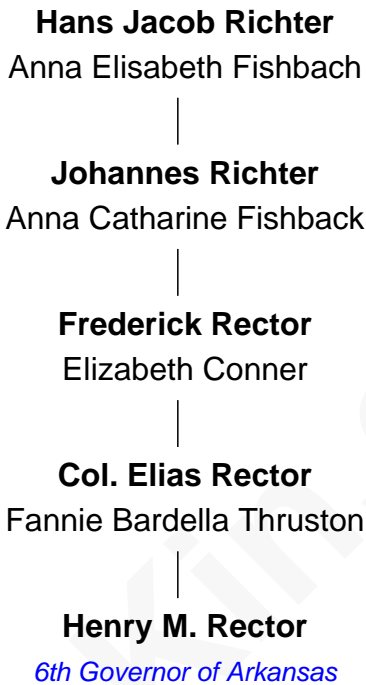 Hans Jacob Richter
Anna Elisabeth Fishbach
Johannes Richter
Anna Catharine Fishback
Frederick Rector
Elizabeth Conner
Col. Elias Rector
Fannie Bardella Thruston
Henry M. Rector
6th Governor of Arkansas